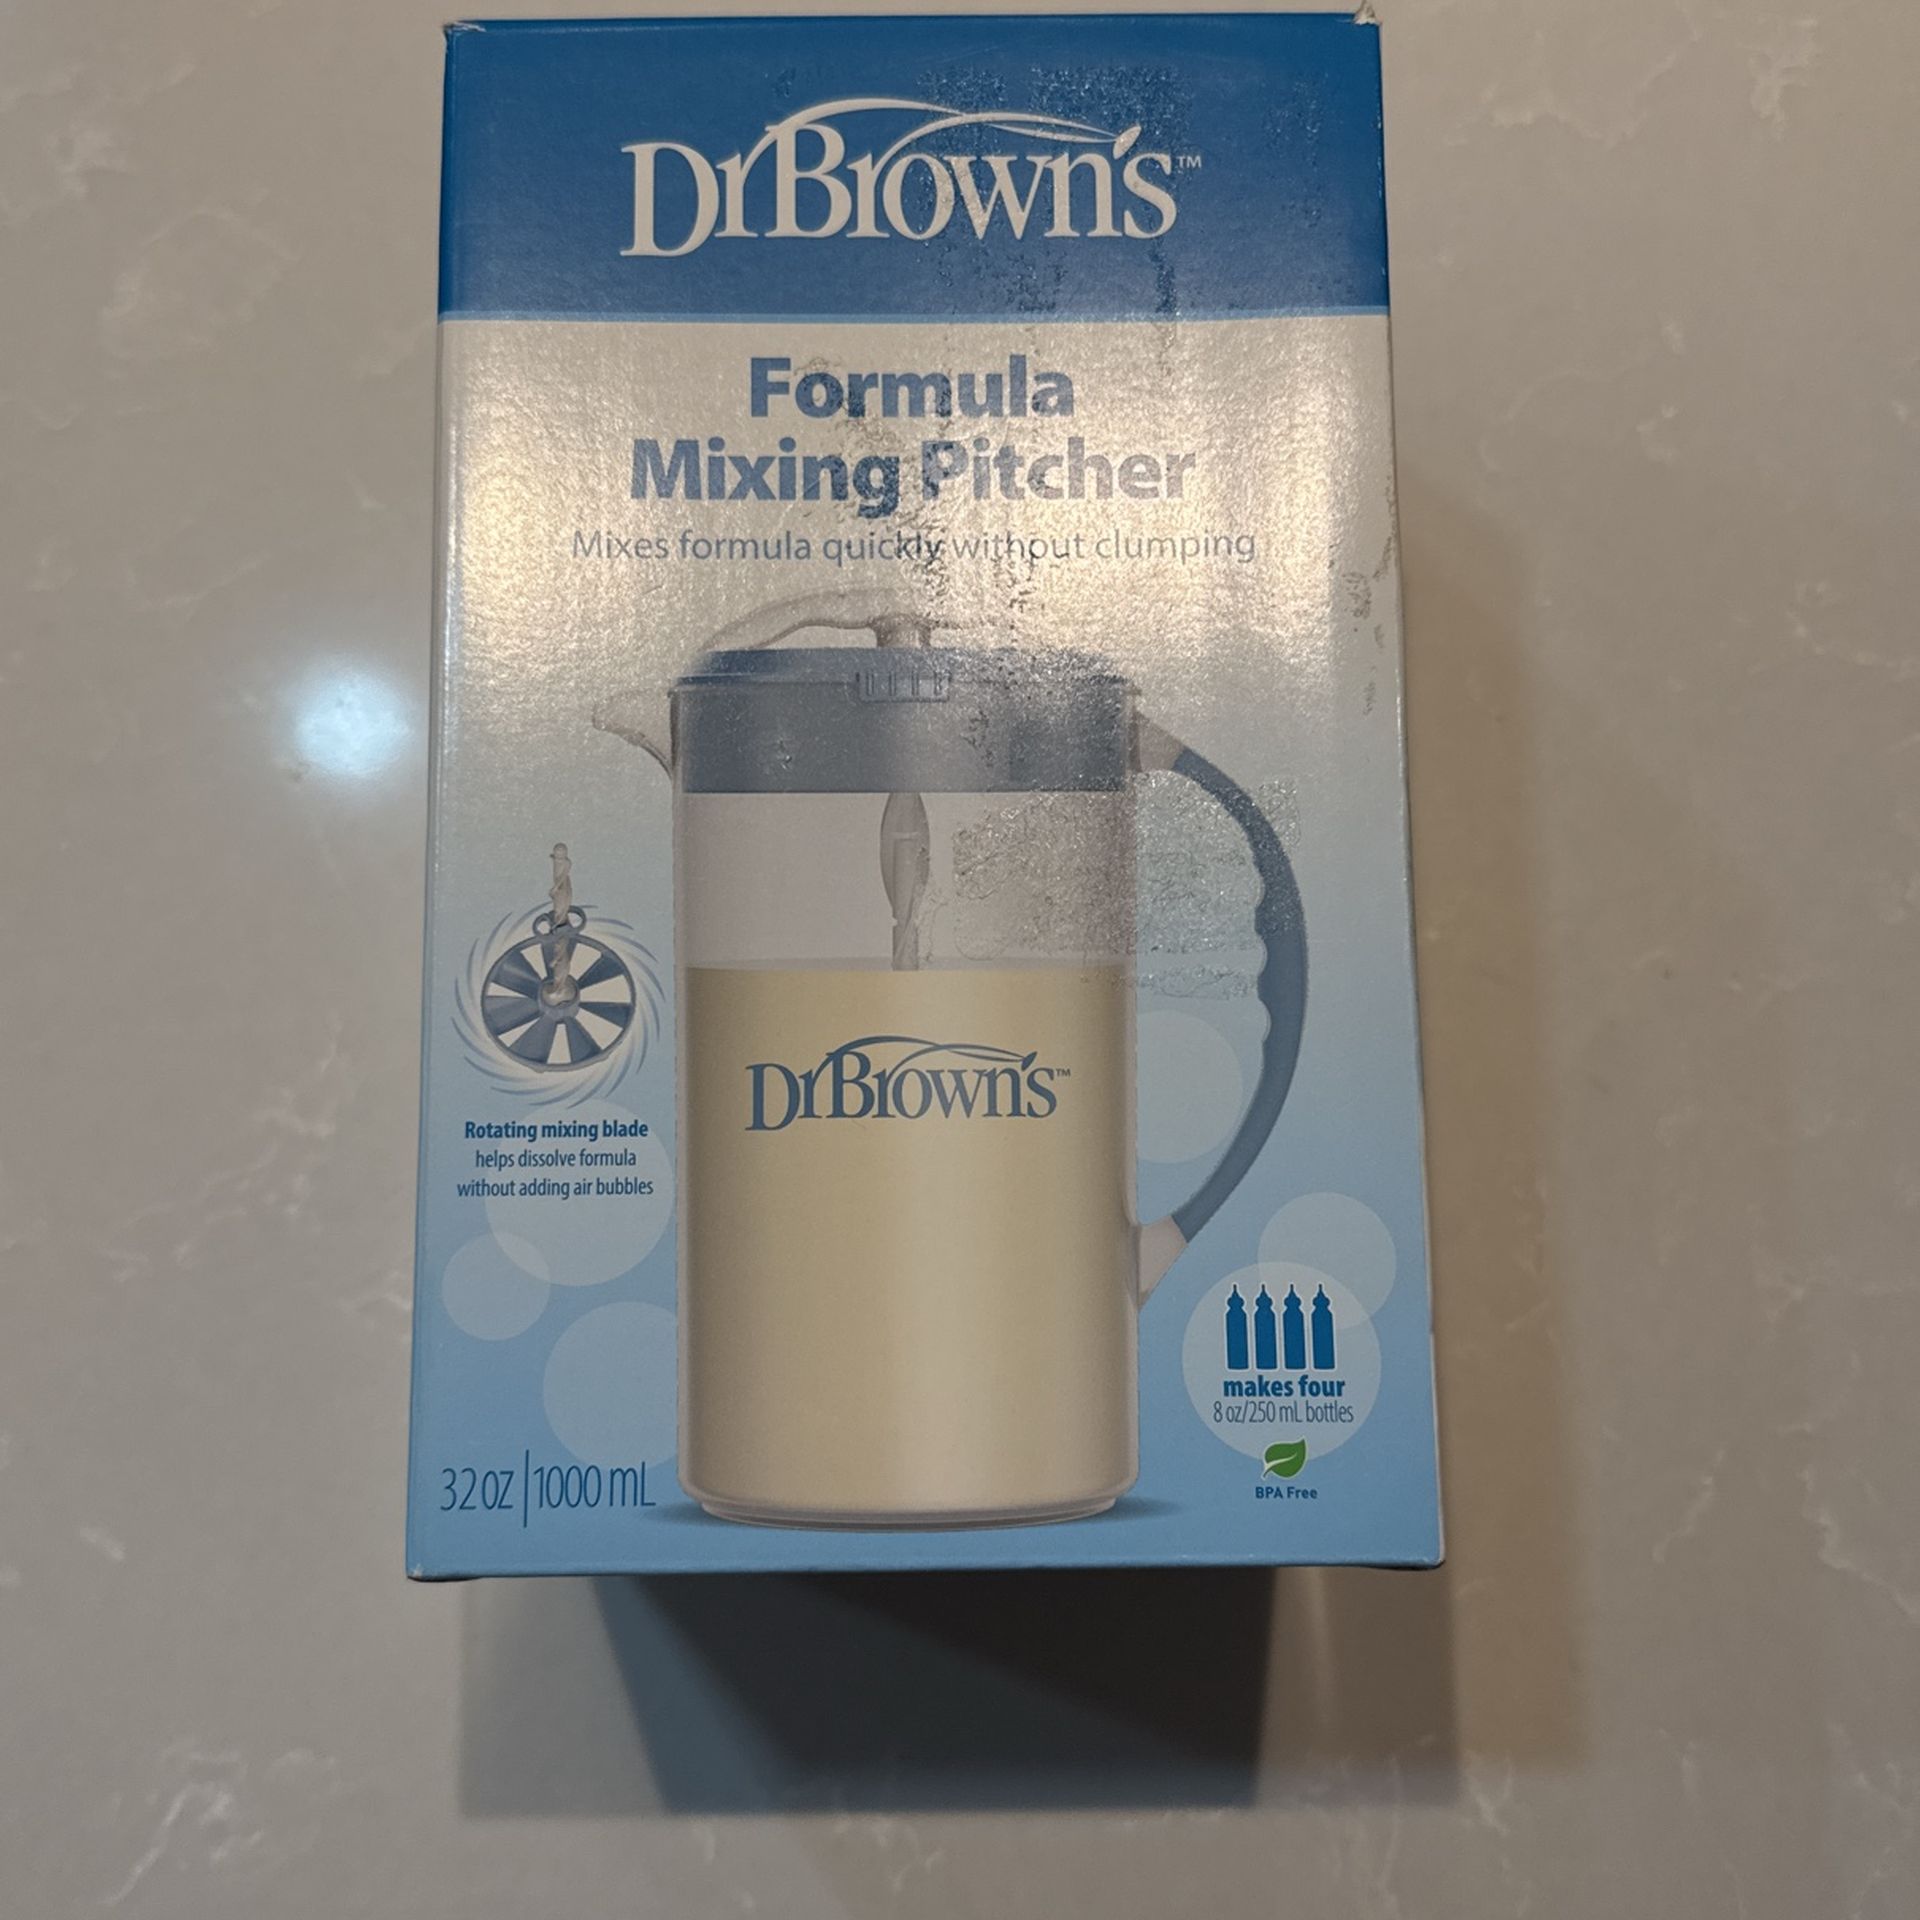 DrBrown's™
Formula
Mixing Pitcher
Mixes formula quickly without clumping
DrBrown's™
Rotating mixing blade
helps dissolve formula
without adding air bubbles
makes four
8 oz/250 mL bottles
BPA Free
32 oz | 1000 mL